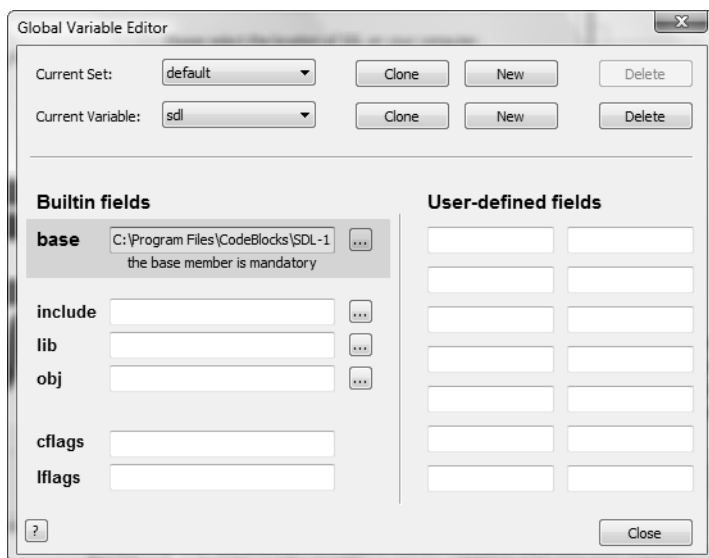 Global Variable Editor
Current Set: default Clone New Delete
Current Variable: sdl Clone New Delete
Builtin fields
User-defined fields
base C:\Program Files\CodeBlocks\SDL-1 ...
the base member is mandatory
include ...
lib ...
obj ...
cflags
lflags
? Close